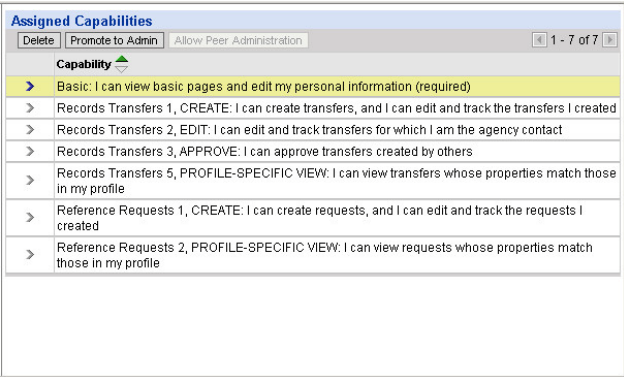 Assigned Capabilities
Delete Promote to Admin Allow Peer Administration 1 - 7 of 7
Capability
Basic: I can view basic pages and edit my personal information (required)
Records Transfers 1, CREATE: I can create transfers, and I can edit and track the transfers I created
Records Transfers 2, EDIT: I can edit and track transfers for which I am the agency contact
Records Transfers 3, APPROVE: I can approve transfers created by others
Records Transfers 5, PROFILE-SPECIFIC VIEW: I can view transfers whose properties match those
in my profile
Reference Requests 1, CREATE: I can create requests, and I can edit and track the requests I
created
Reference Requests 2, PROFILE-SPECIFIC VIEW: I can view requests whose properties match
those in my profile